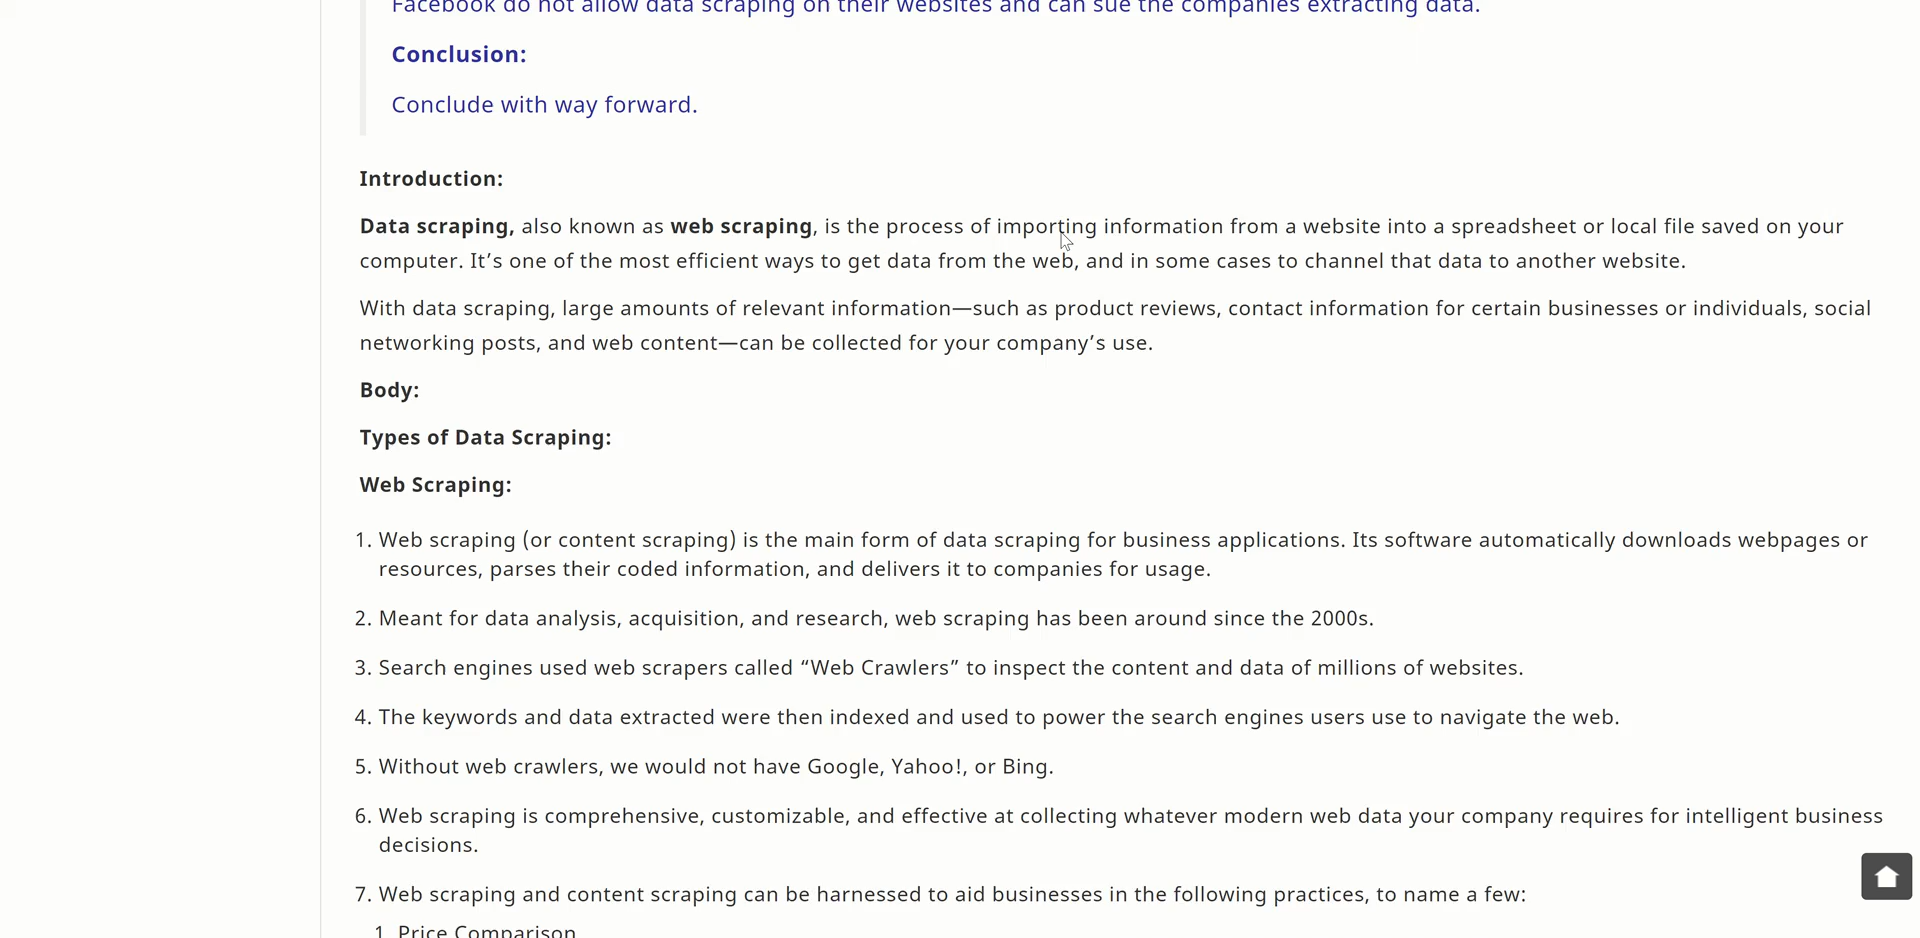 Facebook do not allow data scraping on their websites and can sue the companies extracting data.
Conclusion:
Conclude with way forward.
Introduction:
Data scraping, also known as web scraping, is the process of importing information from a website into a spreadsheet or local file saved on your
computer. It’s one of the most efficient ways to get data from the web, and in some cases to channel that data to another website.
With data scraping, large amounts of relevant information—such as product reviews, contact information for certain businesses or individuals, social
networking posts, and web content—can be collected for your company’s use.
Body:
Types of Data Scraping:
Web Scraping:
1. Web scraping (or content scraping) is the main form of data scraping for business applications. Its software automatically downloads webpages or
resources, parses their coded information, and delivers it to companies for usage.
2. Meant for data analysis, acquisition, and research, web scraping has been around since the 2000s.
3. Search engines used web scrapers called “Web Crawlers” to inspect the content and data of millions of websites.
4. The keywords and data extracted were then indexed and used to power the search engines users use to navigate the web.
5. Without web crawlers, we would not have Google, Yahoo!, or Bing.
6. Web scraping is comprehensive, customizable, and effective at collecting whatever modern web data your company requires for intelligent business
decisions.
7. Web scraping and content scraping can be harnessed to aid businesses in the following practices, to name a few:
1. Price Comparison